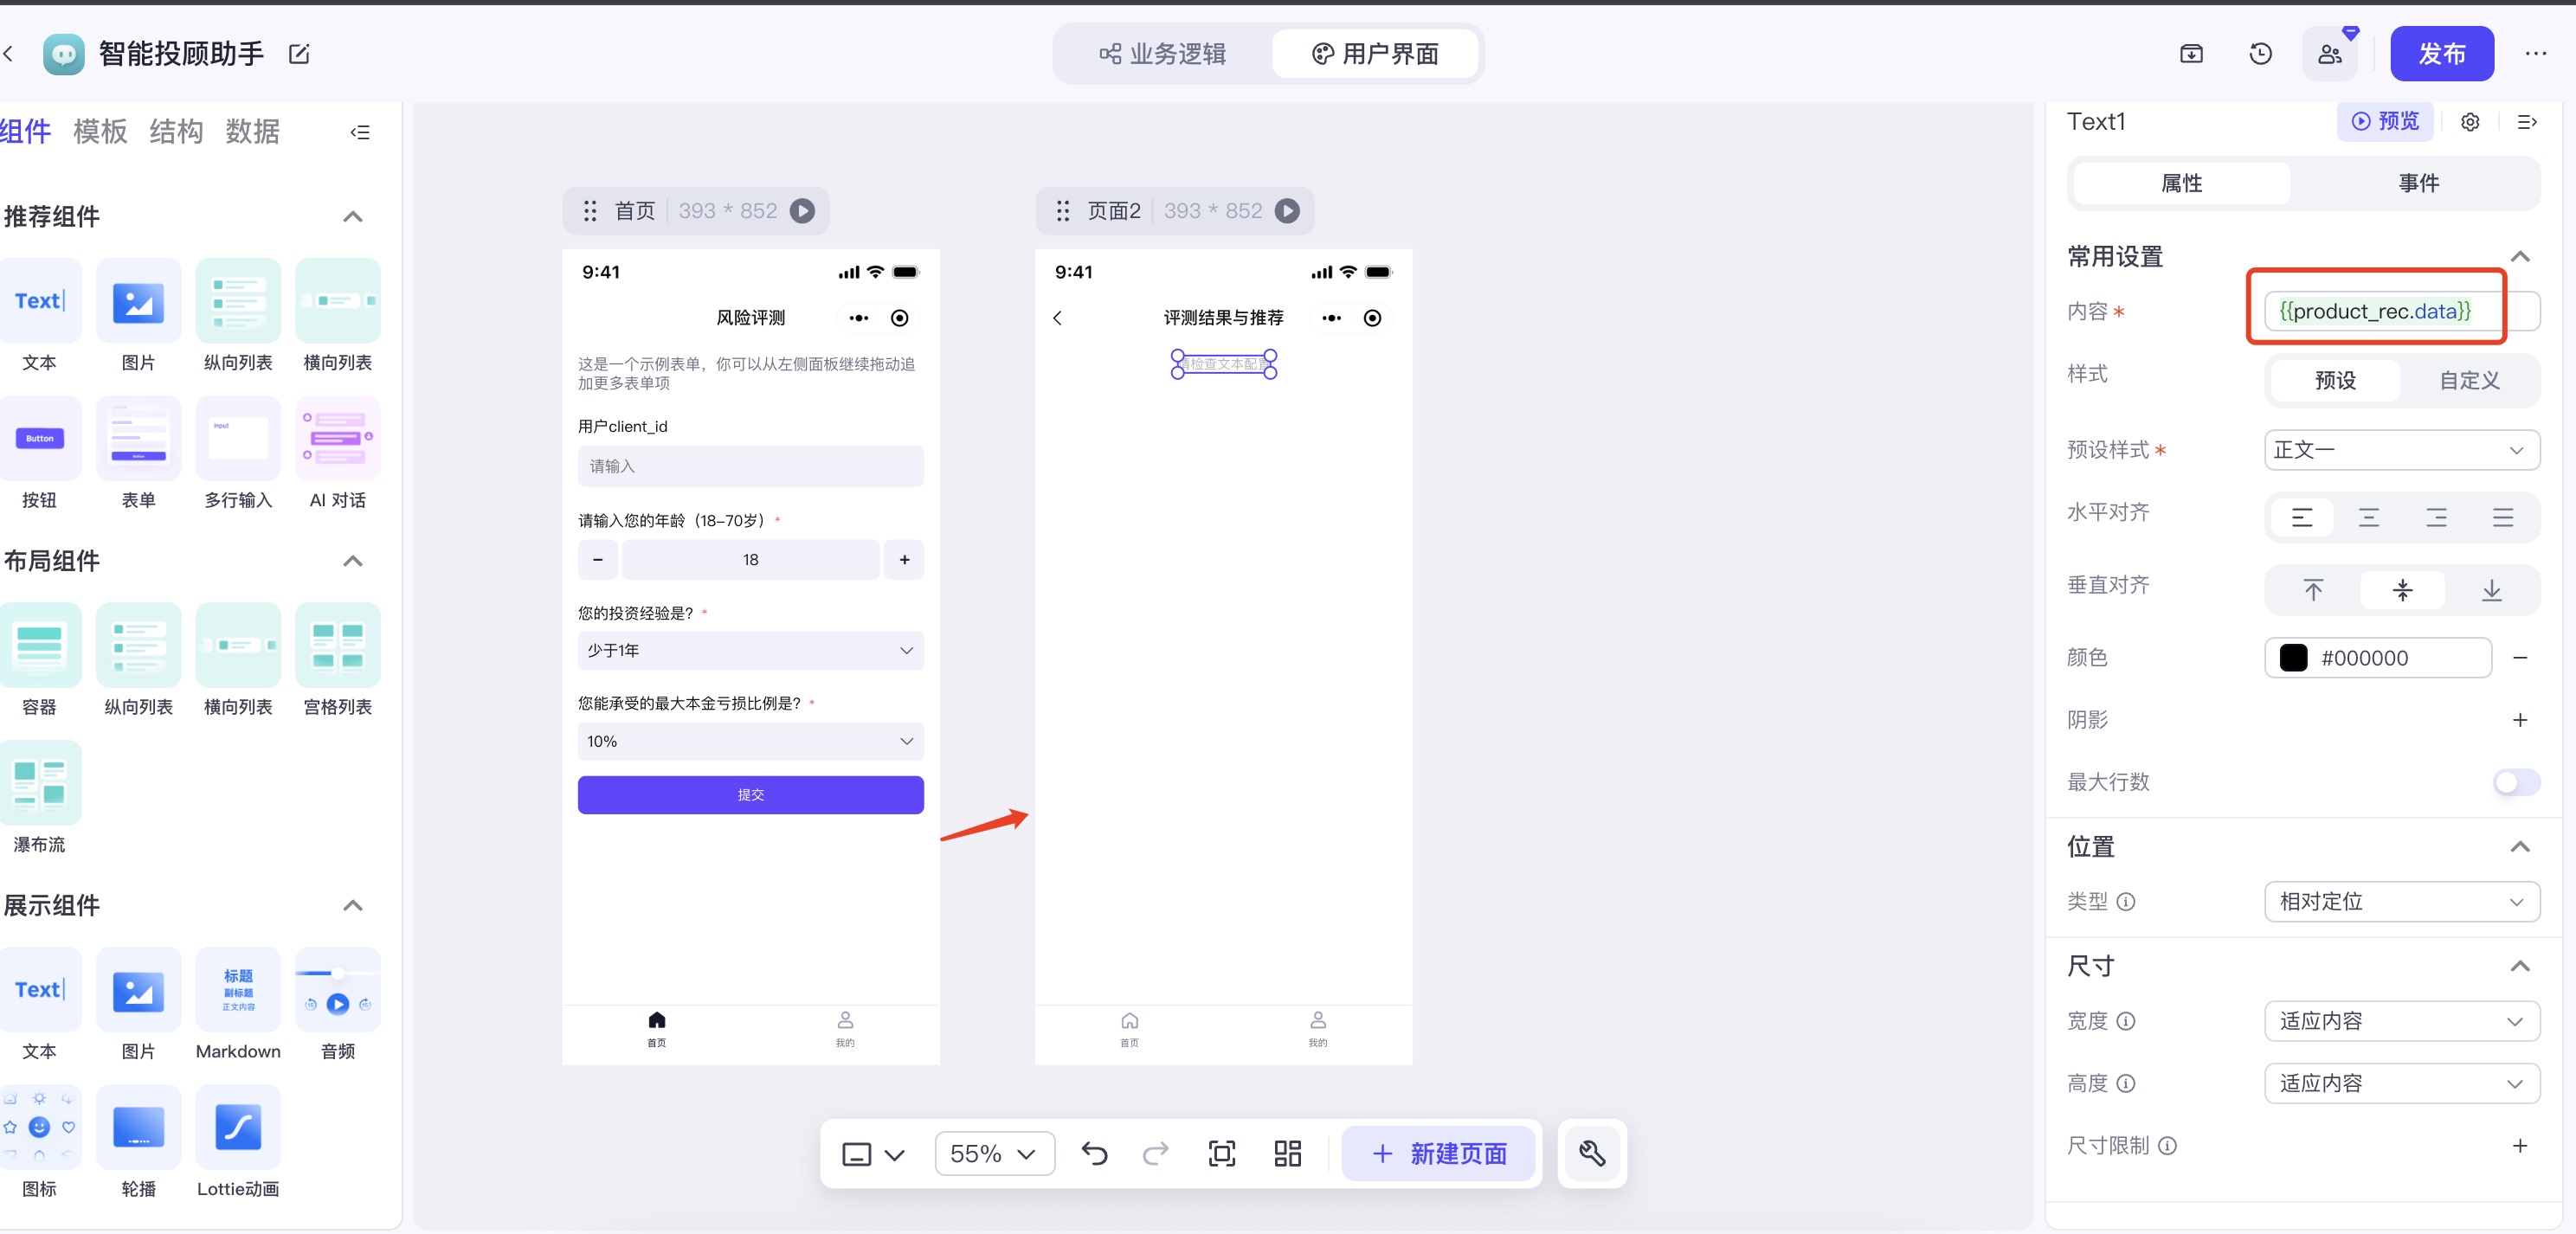 智能投顾助手
业务逻辑
用户界面
发布
组件 模板 结构 数据
推荐组件
Text
文本 图片 纵向列表 横向列表
Button
Input
按钮 表单 多行输入 AI 对话
布局组件
容器 纵向列表 横向列表 宫格列表
瀑布流
展示组件
Text
标题
副标题
正文内容
15 15
文本 图片 Markdown 音频
图标 轮播 Lottie动画
首页 393 * 852
9:41
风险评测
这是一个示例表单，你可以从左侧面板继续拖动追
加更多表单项
用户client_id
请输入
请输入您的年龄（18-70岁） *
− 18 +
您的投资经验是？ *
少于1年
您能承受的最大本金亏损比例是？ *
10%
提交
首页 我的
页面2 393 * 852
9:41
评测结果与推荐
请检查文本配置
首页 我的
55%
+ 新建页面
Text1
预览
属性 事件
常用设置
内容 * {{product_rec.data}}
样式 预设 自定义
预设样式 * 正文一
水平对齐
垂直对齐
颜色 #000000 −
阴影 +
最大行数
位置
类型 相对定位
尺寸
宽度 适应内容
高度 适应内容
尺寸限制 +